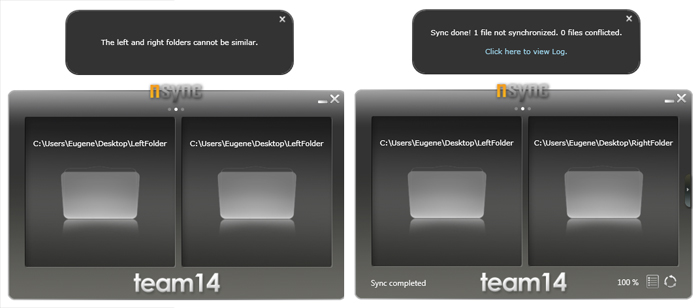 The left and right folders cannot be similar.
nsync
C:\Users\Eugene\Desktop\LeftFolder
C:\Users\Eugene\Desktop\LeftFolder
team14
Sync done! 1 file not synchronized. 0 files conflicted.
Click here to view Log.
nsync
C:\Users\Eugene\Desktop\LeftFolder
C:\Users\Eugene\Desktop\RightFolder
Sync completed
team14
100 %